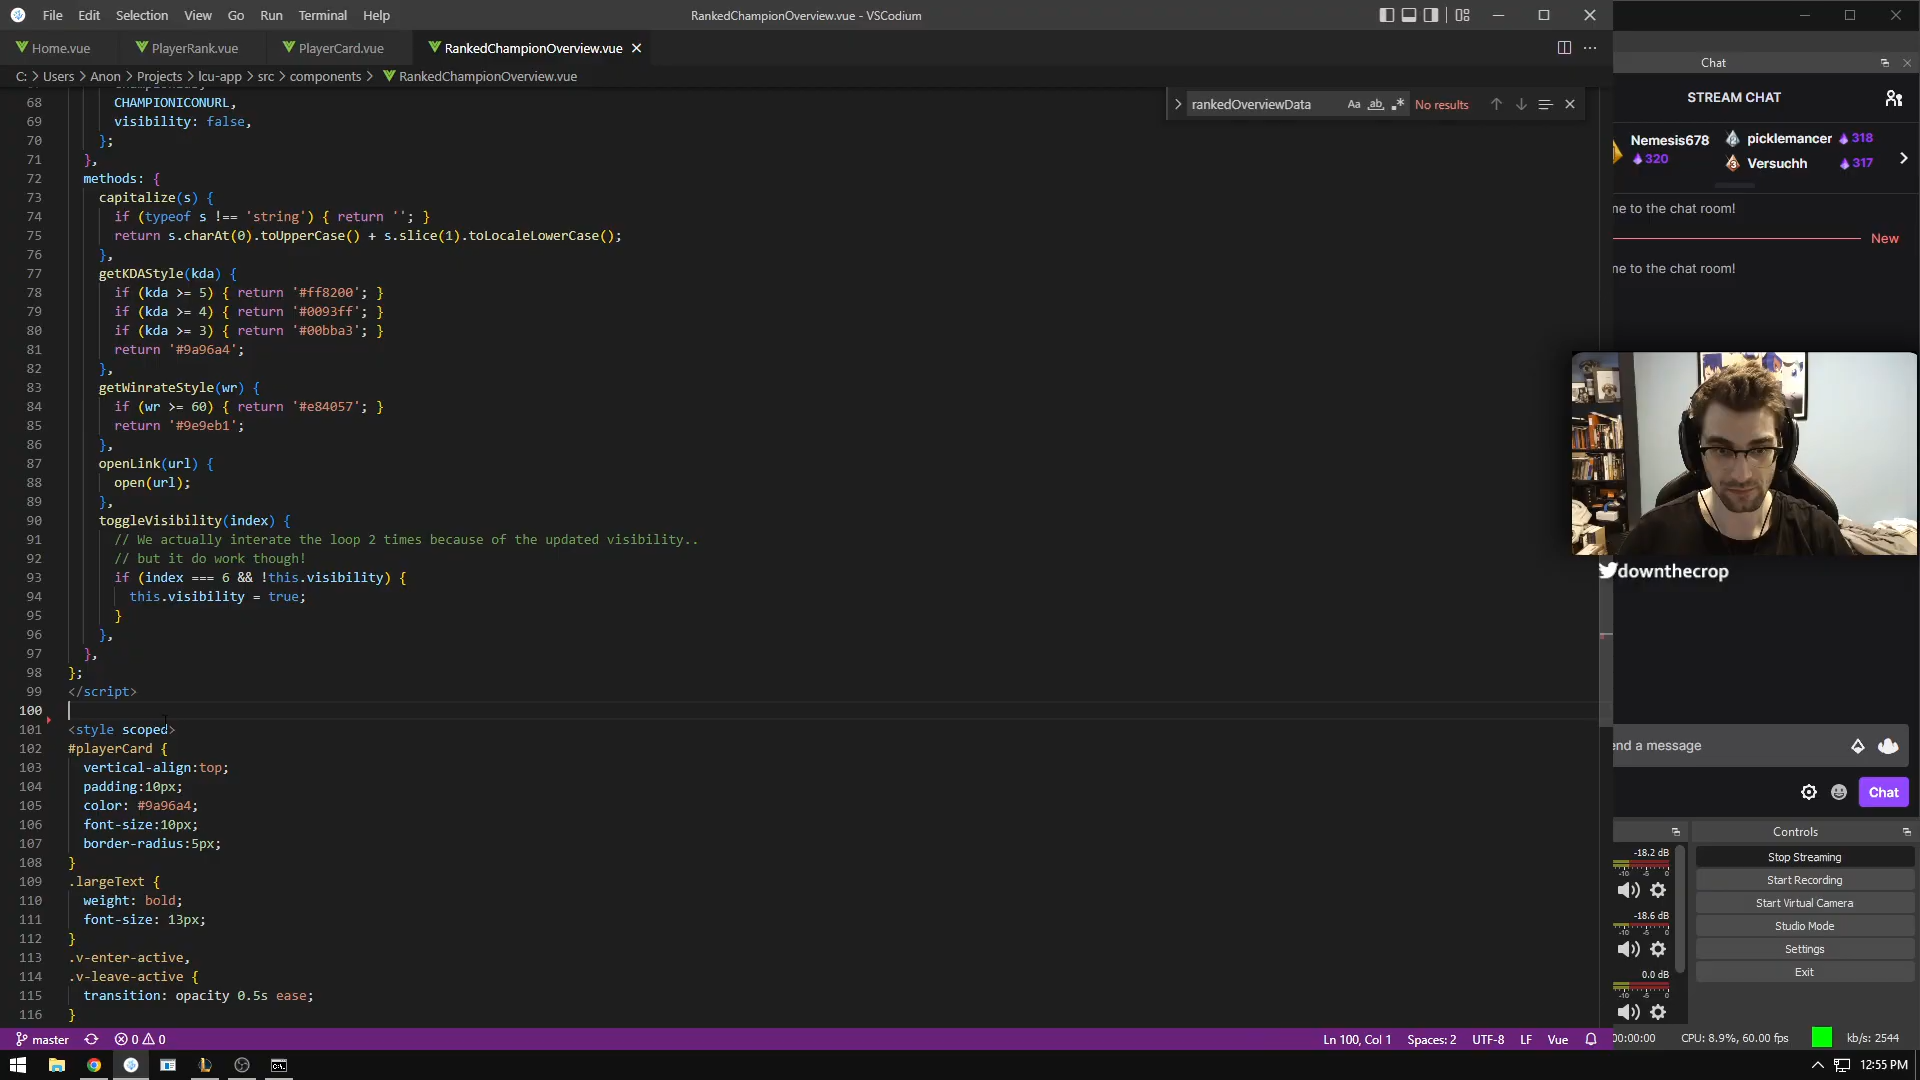 File Edit Selection View Go Run Terminal Help
RankedChampionOverview.vue - VSCodium
Home.vue
PlayerRank.vue
PlayerCard.vue
RankedChampionOverview.vue
C: > Users > Anon > Projects > lcu-app > src > components > RankedChampionOverview.vue
rankedOverviewData
Aa ab
No results
68 CHAMPIONICONURL,
69 visibility: false,
70 };
71 },
72 methods: {
73 capitalize(s) {
74 if (typeof s !== 'string') { return ''; }
75 return s.charAt(0).toUpperCase() + s.slice(1).toLocaleLowerCase();
76 },
77 getKDAStyle(kda) {
78 if (kda >= 5) { return '#ff8200'; }
79 if (kda >= 4) { return '#0093ff'; }
80 if (kda >= 3) { return '#00bba3'; }
81 return '#9a96a4';
82 },
83 getWinrateStyle(wr) {
84 if (wr >= 60) { return '#e84057'; }
85 return '#9e9eb1';
86 },
87 openLink(url) {
88 open(url);
89 },
90 toggleVisibility(index) {
91 // We actually interate the loop 2 times because of the updated visibility..
92 // but it do work though!
93 if (index === 6 && !this.visibility) {
94 this.visibility = true;
95 }
96 },
97 },
98 };
99 </script>
100
101 <style scoped>
102 #playerCard {
103 vertical-align:top;
104 padding:10px;
105 color: #9a96a4;
106 font-size:10px;
107 border-radius:5px;
108 }
109 .largeText {
110 weight: bold;
111 font-size: 13px;
112 }
113 .v-enter-active,
114 .v-leave-active {
115 transition: opacity 0.5s ease;
116 }
master
0 0
Ln 100, Col 1
Spaces: 2
UTF-8
LF
Vue
Chat
STREAM CHAT
Nemesis678
320
picklemancer 318
Versuchh 317
me to the chat room!
New
me to the chat room!
downthecrop
end a message
Chat
Controls
Stop Streaming
Start Recording
Start Virtual Camera
Studio Mode
Settings
Exit
-18.2 dB
-18.6 dB
0.0 dB
00:00:00
CPU: 8.9%, 60.00 fps
kb/s: 2544
12:55 PM